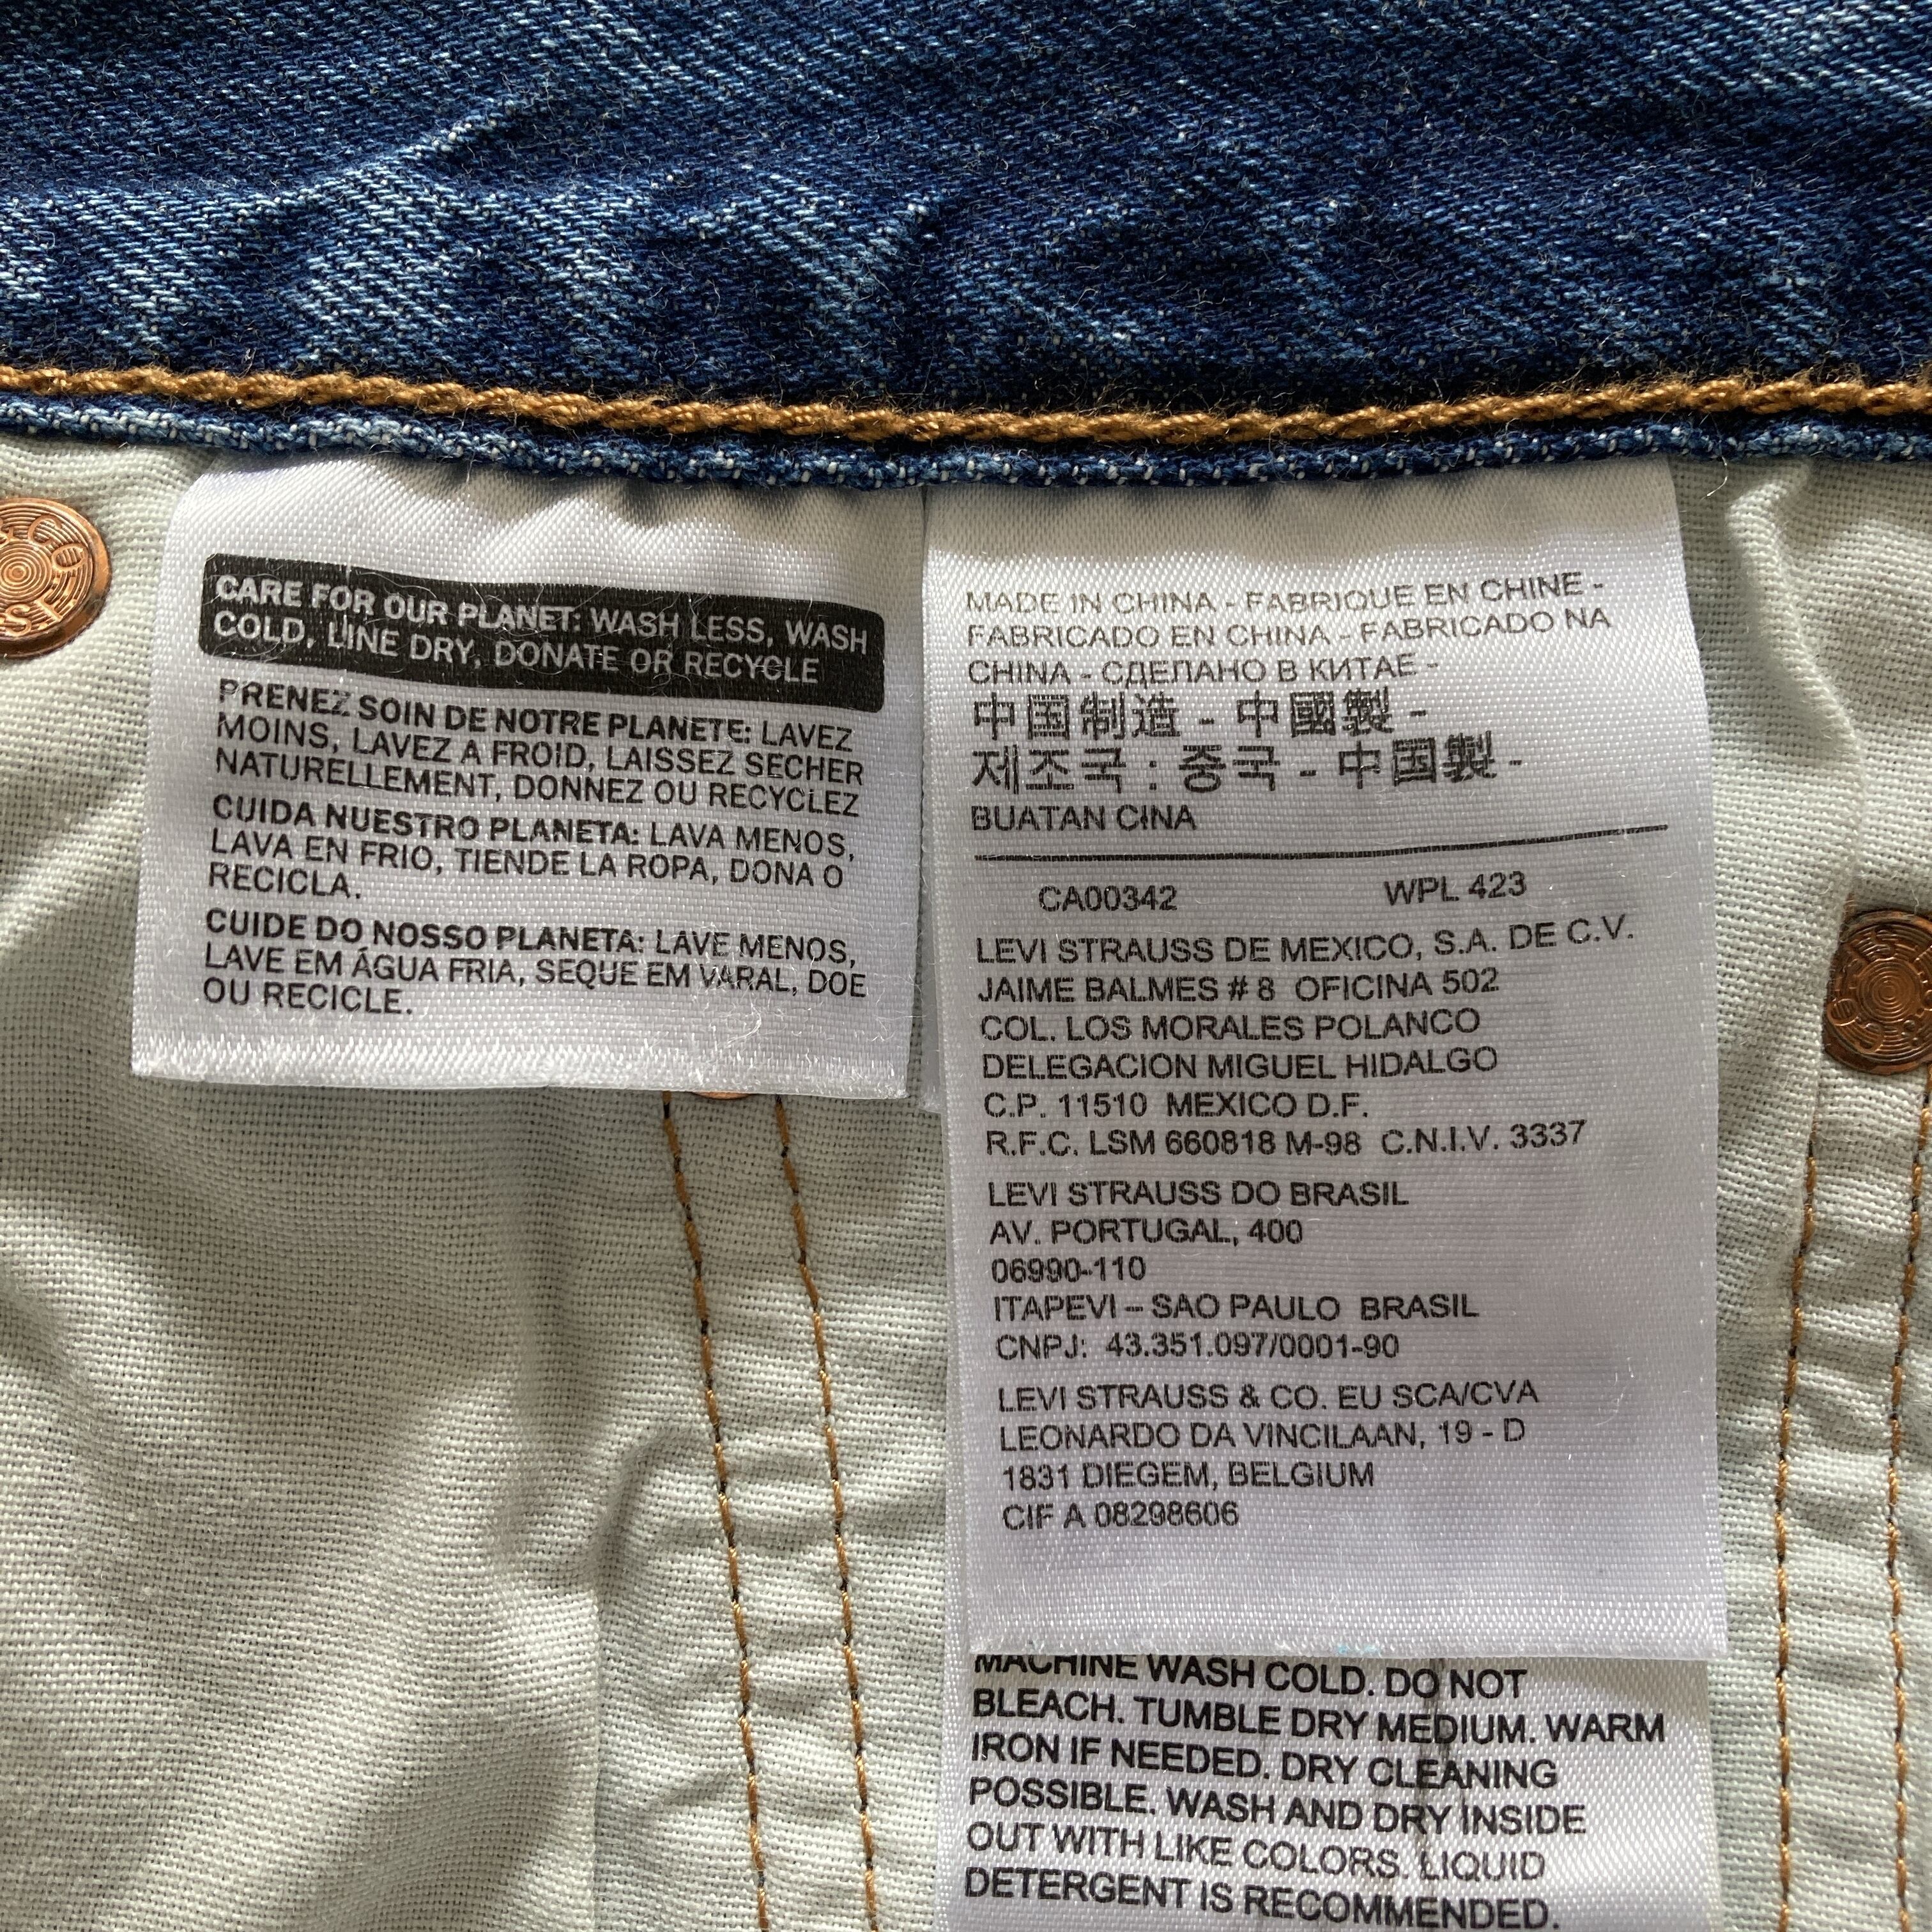 CARE FOR OUR PLANET: WASH LESS, WASH
COLD, LINE DRY, DONATE OR RECYCLE
PRENEZ SOIN DE NOTRE PLANETE: LAVEZ
MOINS, LAVEZ A FROID, LAISSEZ SECHER
NATURELLEMENT, DONNEZ OU RECYCLEZ
CUIDA NUESTRO PLANETA: LAVA MENOS,
LAVA EN FRIO, TIENDE LA ROPA, DONA O
RECICLA.
CUIDE DO NOSSO PLANETA: LAVE MENOS,
LAVE EM ÁGUA FRIA, SEQUE EM VARAL, DOE
OU RECICLE.
MADE IN CHINA - FABRIQUE EN CHINE -
FABRICADO EN CHINA - FABRICADO NA
CHINA - СДЕЛАНО В КИТАЕ -
中国制造 - 中國製 -
제조국 : 중국 - 中国製 -
BUATAN CINA
CA00342 WPL 423
LEVI STRAUSS DE MEXICO, S.A. DE C.V.
JAIME BALMES # 8 OFICINA 502
COL. LOS MORALES POLANCO
DELEGACION MIGUEL HIDALGO
C.P. 11510 MEXICO D.F.
R.F.C. LSM 660818 M-98 C.N.I.V. 3337
LEVI STRAUSS DO BRASIL
AV. PORTUGAL, 400
06990-110
ITAPEVI – SAO PAULO BRASIL
CNPJ: 43.351.097/0001-90
LEVI STRAUSS & CO. EU SCA/CVA
LEONARDO DA VINCILAAN, 19 - D
1831 DIEGEM, BELGIUM
CIF A 08298606
MACHINE WASH COLD. DO NOT
BLEACH. TUMBLE DRY MEDIUM. WARM
IRON IF NEEDED. DRY CLEANING
POSSIBLE. WASH AND DRY INSIDE
OUT WITH LIKE COLORS. LIQUID
DETERGENT IS RECOMMENDED.